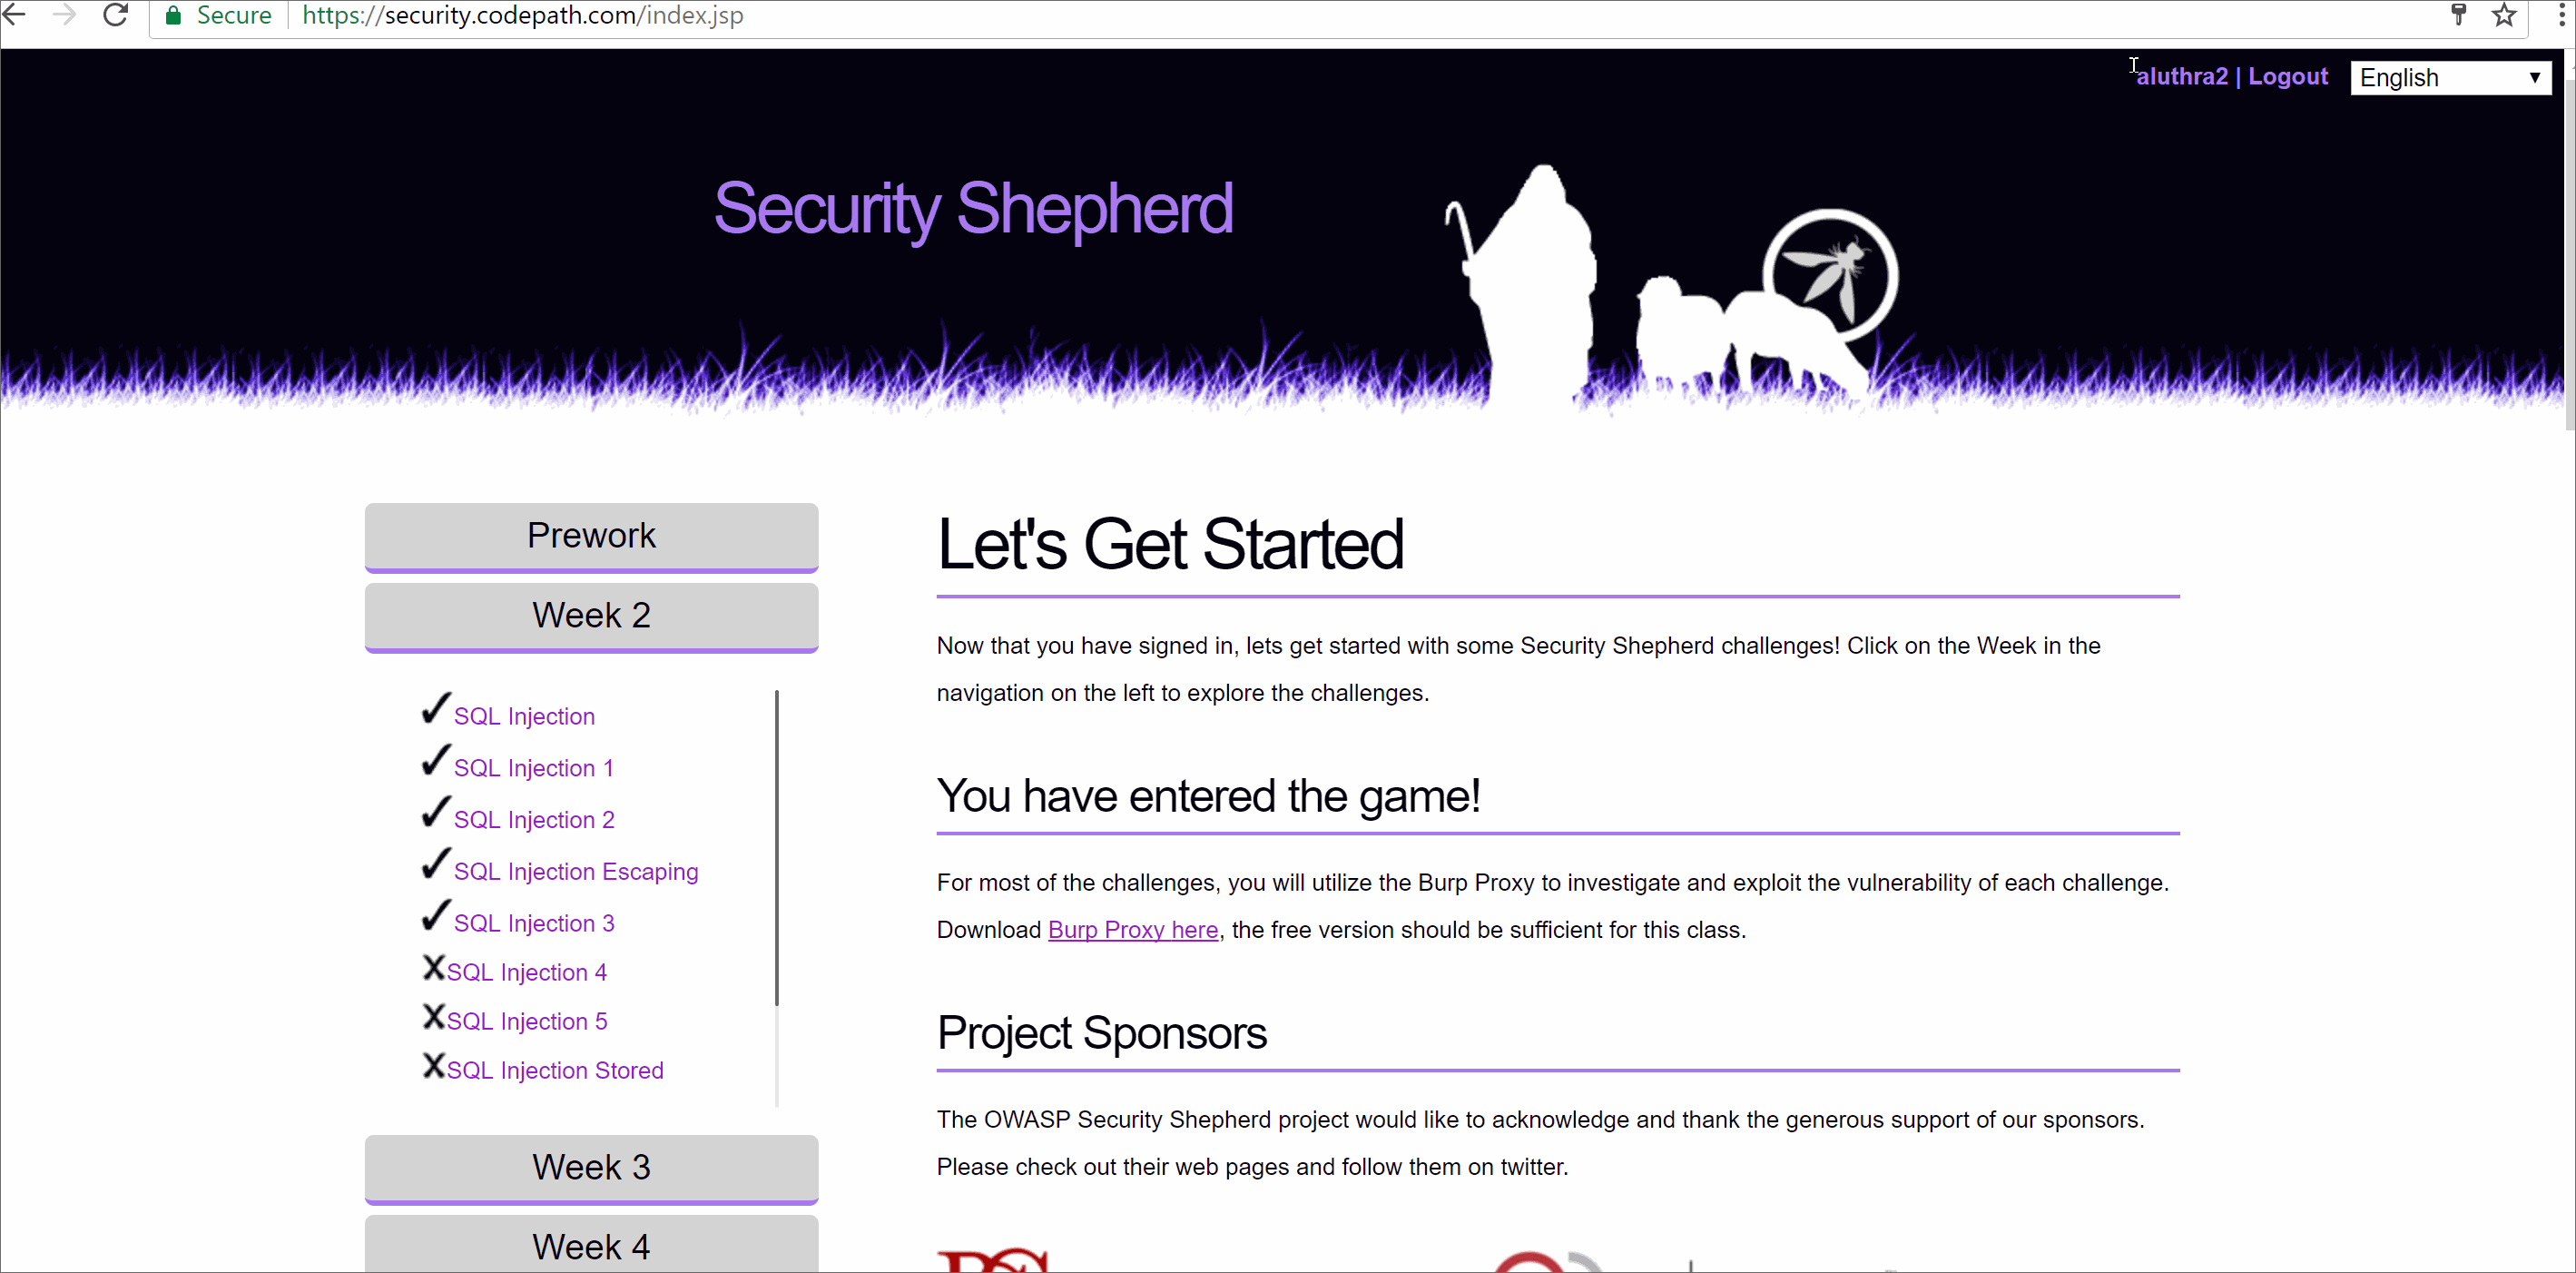 Secure https://security.codepath.com/index.jsp
aluthra2 | Logout English
Security Shepherd
Prework
Week 2
✓SQL Injection
✓SQL Injection 1
✓SQL Injection 2
✓SQL Injection Escaping
✓SQL Injection 3
XSQL Injection 4
XSQL Injection 5
XSQL Injection Stored
Week 3
Week 4
Let's Get Started
Now that you have signed in, lets get started with some Security Shepherd challenges! Click on the Week in the
navigation on the left to explore the challenges.
You have entered the game!
For most of the challenges, you will utilize the Burp Proxy to investigate and exploit the vulnerability of each challenge.
Download Burp Proxy here, the free version should be sufficient for this class.
Project Sponsors
The OWASP Security Shepherd project would like to acknowledge and thank the generous support of our sponsors.
Please check out their web pages and follow them on twitter.